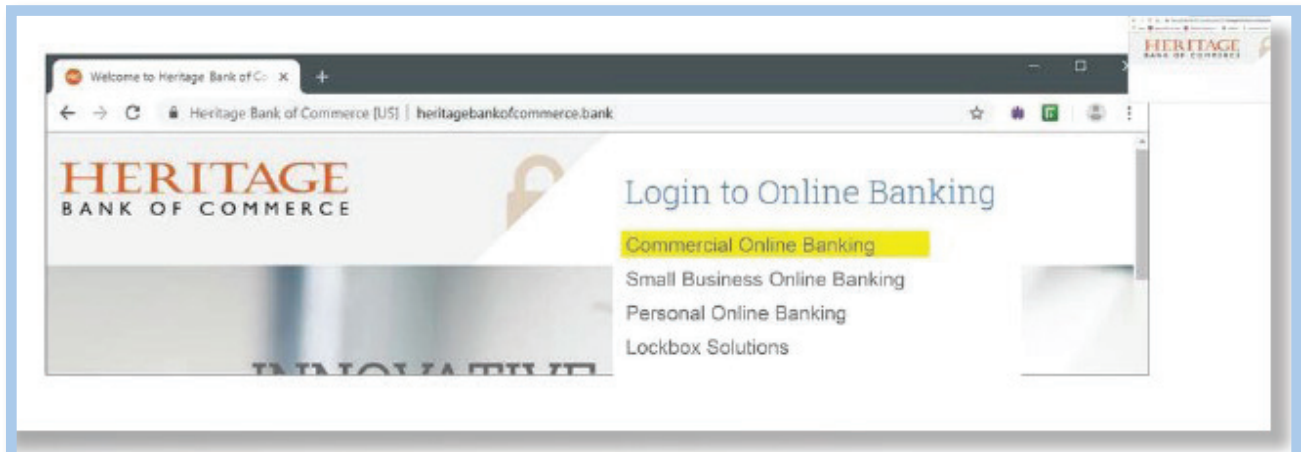 Welcome to Heritage Bank of Co
Heritage Bank of Commerce [US] | heritagebankofcommerce.bank
HERITAGE
BANK OF COMMERCE
HERITAGE
BANK OF COMMERCE
Login to Online Banking
Commercial Online Banking
Small Business Online Banking
Personal Online Banking
Lockbox Solutions
INNOVATIVE